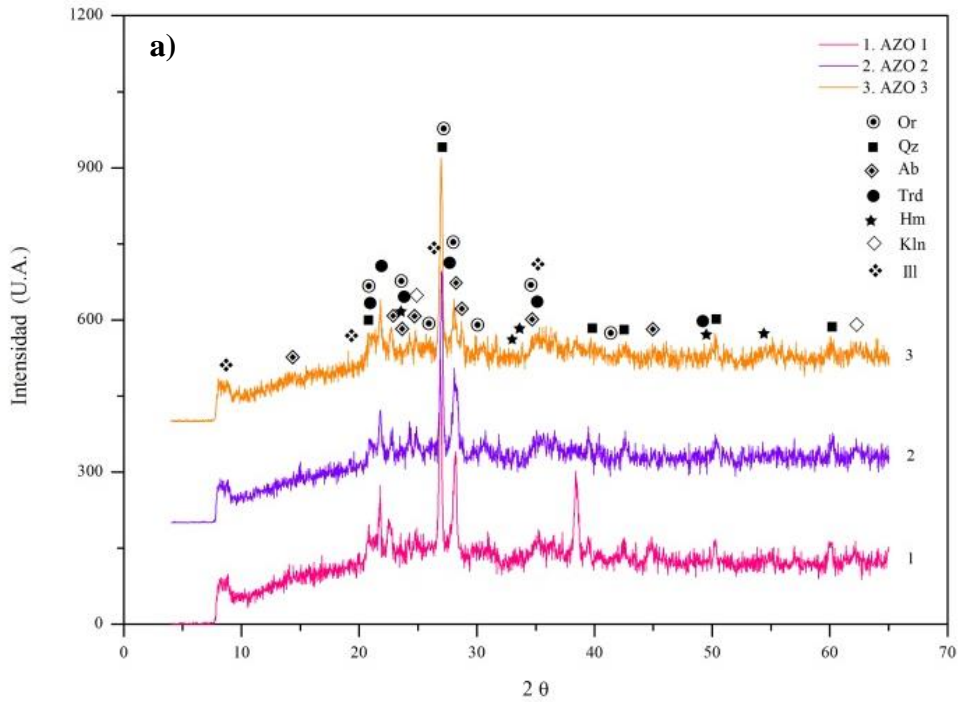 1200
a)
1. AZO 1
2. AZO 2
3. AZO 3
Or
Qz
Ab
Trd
Hm
Kln
Ill
900
600
300
0
3
2
1
Intensidad (U.A.)
0 10 20 30 40 50 60 70
2 θ